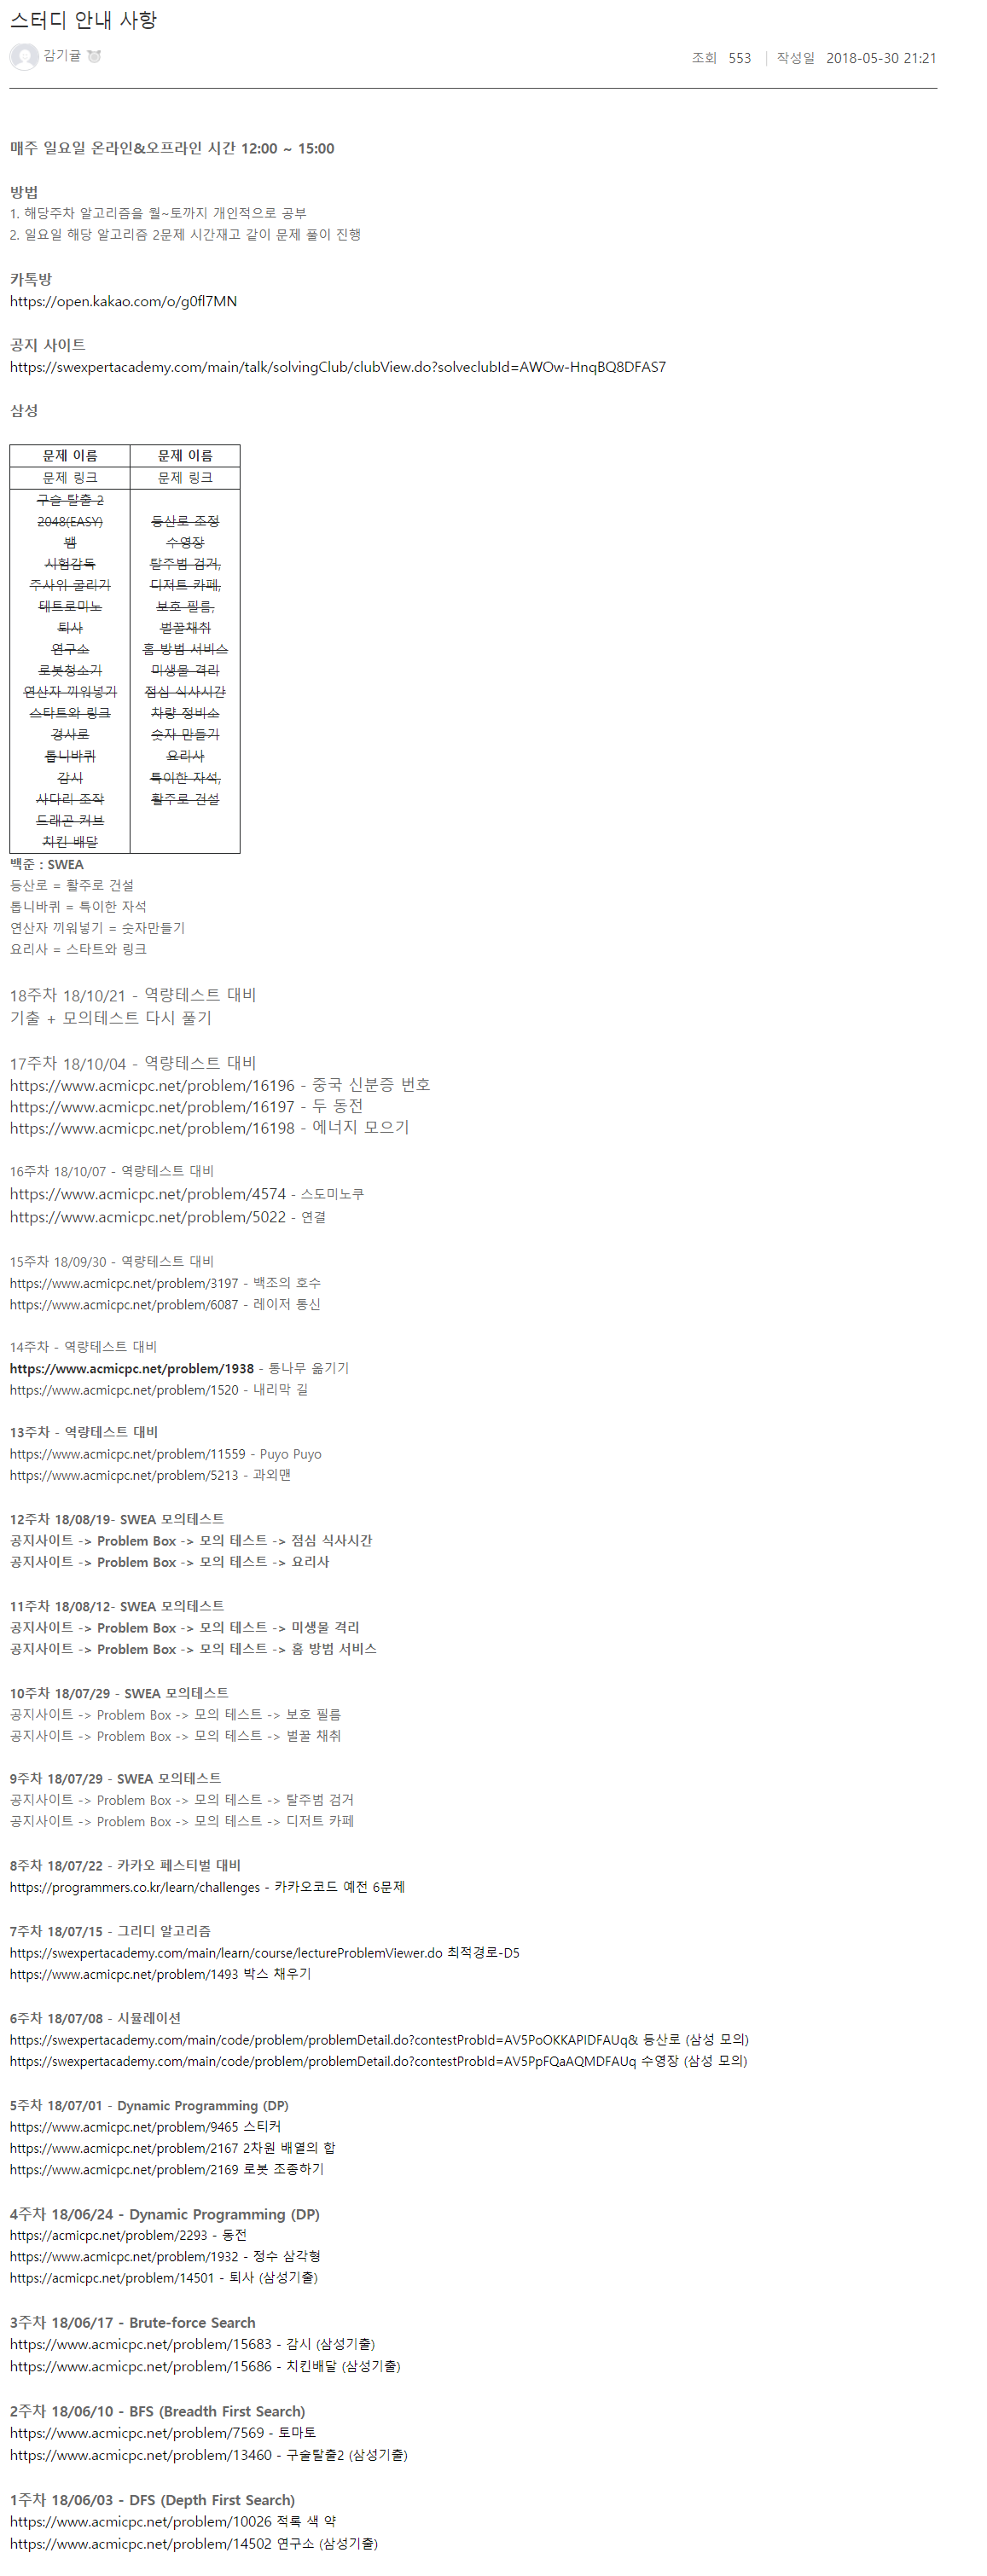 스터디 안내 사항
감기귤
조회 553 | 작성일 2018-05-30 21:21
매주 일요일 온라인&오프라인 시간 12:00 ~ 15:00
방법
1. 해당주차 알고리즘을 월~토까지 개인적으로 공부
2. 일요일 해당 알고리즘 2문제 시간재고 같이 문제 풀이 진행
카톡방
https://open.kakao.com/o/g0fl7MN
공지 사이트
https://swexpertacademy.com/main/talk/solvingClub/clubView.do?solveclubId=AWOw-HnqBQ8DFAS7
삼성
문제 이름 문제 이름
문제 링크 문제 링크
구슬 탈출 2
2048(EASY)
뱀
시험감독
주사위 굴리기
테트로미노
퇴사
연구소
로봇청소기
연산자 끼워넣기
스타트와 링크
경사로
톱니바퀴
감시
사다리 조작
드래곤 커브
치킨 배달
등산로 조정
수영장
탈주범 검거,
디저트 카페,
보호 필름,
벌꿀채취
홈 방범 서비스
미생물 격리
점심 식사시간
차량 정비소
숫자 만들기
요리사
특이한 자석,
활주로 건설
백준 : SWEA
등산로 = 활주로 건설
톱니바퀴 = 특이한 자석
연산자 끼워넣기 = 숫자만들기
요리사 = 스타트와 링크
18주차 18/10/21 - 역량테스트 대비
기출 + 모의테스트 다시 풀기
17주차 18/10/04 - 역량테스트 대비
https://www.acmicpc.net/problem/16196 - 중국 신분증 번호
https://www.acmicpc.net/problem/16197 - 두 동전
https://www.acmicpc.net/problem/16198 - 에너지 모으기
16주차 18/10/07 - 역량테스트 대비
https://www.acmicpc.net/problem/4574 - 스도미노쿠
https://www.acmicpc.net/problem/5022 - 연결
15주차 18/09/30 - 역량테스트 대비
https://www.acmicpc.net/problem/3197 - 백조의 호수
https://www.acmicpc.net/problem/6087 - 레이저 통신
14주차 - 역량테스트 대비
https://www.acmicpc.net/problem/1938 - 통나무 옮기기
https://www.acmicpc.net/problem/1520 - 내리막 길
13주차 - 역량테스트 대비
https://www.acmicpc.net/problem/11559 - Puyo Puyo
https://www.acmicpc.net/problem/5213 - 과외맨
12주차 18/08/19- SWEA 모의테스트
공지사이트 -> Problem Box -> 모의 테스트 -> 점심 식사시간
공지사이트 -> Problem Box -> 모의 테스트 -> 요리사
11주차 18/08/12- SWEA 모의테스트
공지사이트 -> Problem Box -> 모의 테스트 -> 미생물 격리
공지사이트 -> Problem Box -> 모의 테스트 -> 홈 방범 서비스
10주차 18/07/29 - SWEA 모의테스트
공지사이트 -> Problem Box -> 모의 테스트 -> 보호 필름
공지사이트 -> Problem Box -> 모의 테스트 -> 벌꿀 채취
9주차 18/07/29 - SWEA 모의테스트
공지사이트 -> Problem Box -> 모의 테스트 -> 탈주범 검거
공지사이트 -> Problem Box -> 모의 테스트 -> 디저트 카페
8주차 18/07/22 - 카카오 페스티벌 대비
https://programmers.co.kr/learn/challenges - 카카오코드 예전 6문제
7주차 18/07/15 - 그리디 알고리즘
https://swexpertacademy.com/main/learn/course/lectureProblemViewer.do 최적경로-D5
https://www.acmicpc.net/problem/1493 박스 채우기
6주차 18/07/08 - 시뮬레이션
https://swexpertacademy.com/main/code/problem/problemDetail.do?contestProbId=AV5PoOKKAPIDFAUq& 등산로 (삼성 모의)
https://swexpertacademy.com/main/code/problem/problemDetail.do?contestProbId=AV5PpFQaAQMDFAUq 수영장 (삼성 모의)
5주차 18/07/01 - Dynamic Programming (DP)
https://www.acmicpc.net/problem/9465 스티커
https://www.acmicpc.net/problem/2167 2차원 배열의 합
https://www.acmicpc.net/problem/2169 로봇 조종하기
4주차 18/06/24 - Dynamic Programming (DP)
https://acmicpc.net/problem/2293 - 동전
https://www.acmicpc.net/problem/1932 - 정수 삼각형
https://acmicpc.net/problem/14501 - 퇴사 (삼성기출)
3주차 18/06/17 - Brute-force Search
https://www.acmicpc.net/problem/15683 - 감시 (삼성기출)
https://www.acmicpc.net/problem/15686 - 치킨배달 (삼성기출)
2주차 18/06/10 - BFS (Breadth First Search)
https://www.acmicpc.net/problem/7569 - 토마토
https://www.acmicpc.net/problem/13460 - 구술탈출2 (삼성기출)
1주차 18/06/03 - DFS (Depth First Search)
https://www.acmicpc.net/problem/10026 적록 색 약
https://www.acmicpc.net/problem/14502 연구소 (삼성기출)